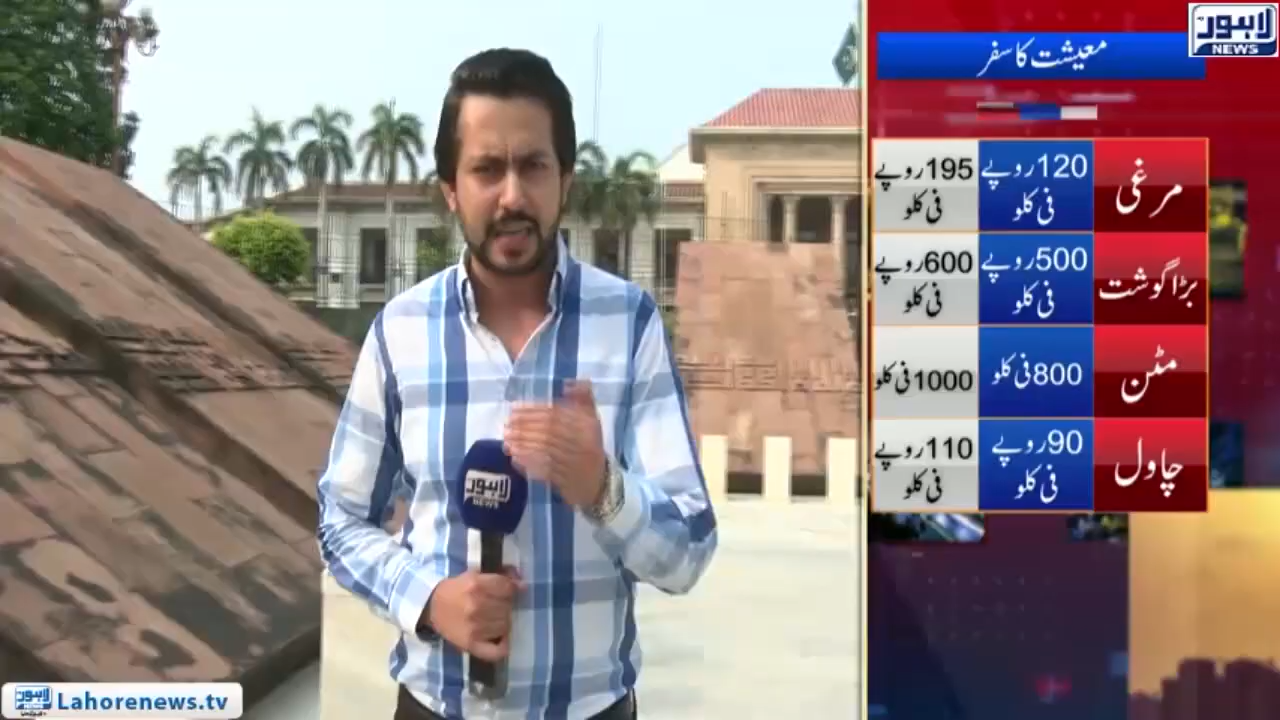 لاہور
NEWS
معیشت کا سفر
مرغی
120 روپے
فی کلو
195 روپے
فی کلو
بڑا گوشت
500 روپے
فی کلو
600 روپے
فی کلو
مٹن
800 فی کلو
1000 فی کلو
چاول
90 روپے
فی کلو
110 روپے
فی کلو
لاہور
NEWS
لاہور
Lahorenews.tv